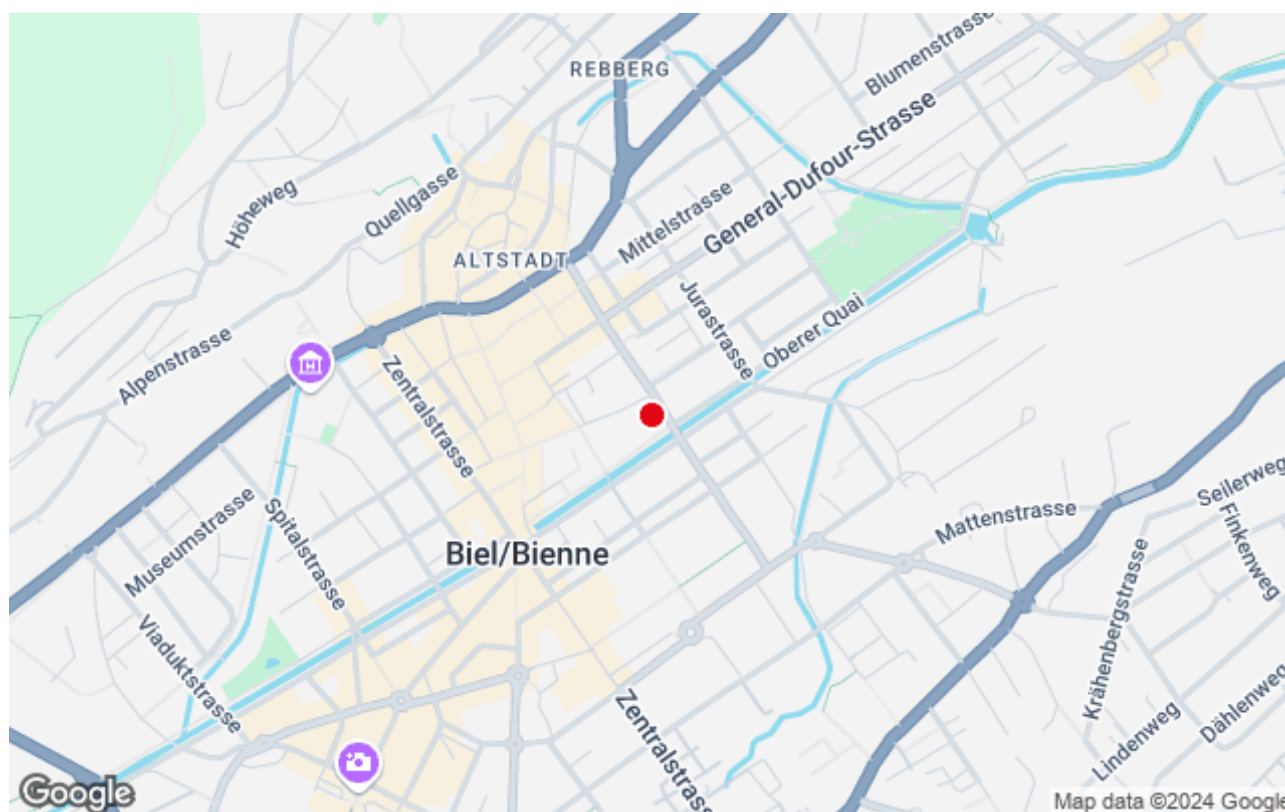 REBBERG
Blumenstrasse
General-Dufour-Strasse
Höheweg
Quellgasse
Mittelstrasse
ALTSTADT
Jurastrasse
Oberer Quai
Alpenstrasse
Zentralstrasse
Seilerweg
Finkenweg
Mattenstrasse
Museumstrasse
Spitalstrasse
Biel/Bienne
Krähenbergstrasse
Viaduktstrasse
Zentralstrasse
Lindenweg
Dählenweg
Google
Map data ©2024 Google